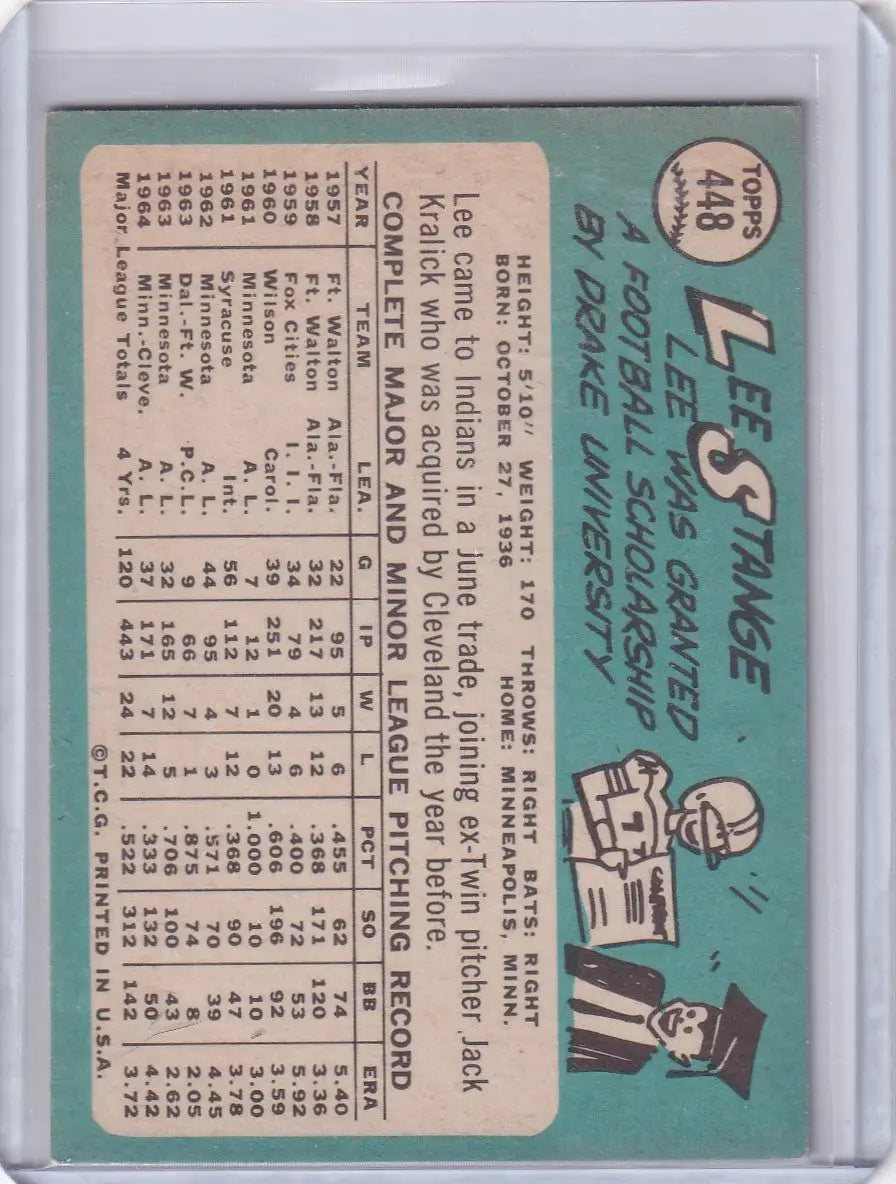 TOPPS
448
LEE STANGE
LEE WAS GRANTED
A FOOTBALL SCHOLARSHIP
BY DRAKE UNIVERSITY
HEIGHT: 5'10" WEIGHT: 170 THROWS: RIGHT BATS: RIGHT
BORN: OCTOBER 27, 1936 HOME: MINNEAPOLIS, MINN.
Lee came to Indians in a June trade, joining ex-Twin pitcher Jack
Kralick who was acquired by Cleveland the year before.
COMPLETE MAJOR AND MINOR LEAGUE PITCHING RECORD
YEAR TEAM LEA. G IP W L PCT SO BB ERA
1957 Ft. Walton Ala.-Fla. 22 95 5 6 .455 62 74 5.40
1958 Ft. Walton Ala.-Fla. 32 217 13 12 .368 171 120 3.36
1959 Fox Cities I. I. I. 34 79 4 6 .400 72 53 5.92
1960 Wilson Carol. 39 251 20 13 .606 196 92 3.59
1961 Minnesota A. L. 7 12 1 0 1.000 10 10 3.00
1961 Syracuse Int. 56 112 7 12 .368 90 47 3.78
1962 Minnesota A. L. 44 95 4 3 .571 70 39 4.45
1963 Dal.-Ft. W. P.C.L. 9 66 7 1 .875 74 8 2.05
1963 Minnesota A. L. 32 165 12 5 .706 100 43 2.62
1964 Minn.-Cleve. A. L. 37 171 7 14 .333 132 50 4.42
Major League Totals 4 Yrs. 120 443 24 22 .522 312 142 3.72
©T.C.G. PRINTED IN U.S.A.